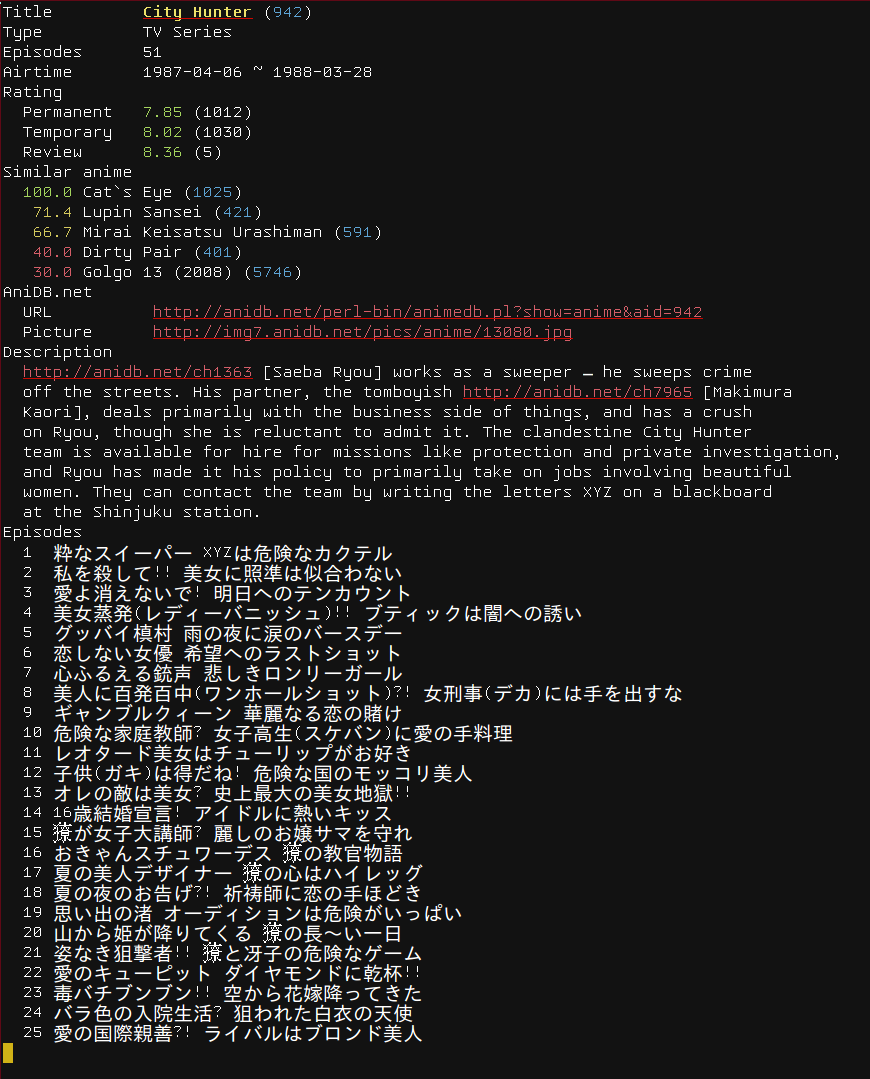 Title         City Hunter (942)
Type          TV Series
Episodes      51
Airtime       1987-04-06 ~ 1988-03-28
Rating
  Permanent   7.85 (1012)
  Temporary   8.02 (1030)
  Review      8.36 (5)
Similar anime
  100.0 Cat`s Eye (1025)
   71.4 Lupin Sansei (421)
   66.7 Mirai Keisatsu Urashiman (591)
   40.0 Dirty Pair (401)
   30.0 Golgo 13 (2008) (5746)
AniDB.net
  URL          http://anidb.net/perl-bin/animedb.pl?show=anime&aid=942
  Picture      http://img7.anidb.net/pics/anime/13080.jpg
Description
  http://anidb.net/ch1363 [Saeba Ryou] works as a sweeper — he sweeps crime
  off the streets. His partner, the tomboyish http://anidb.net/ch7965 [Makimura
  Kaori], deals primarily with the business side of things, and has a crush
  on Ryou, though she is reluctant to admit it. The clandestine City Hunter
  team is available for hire for missions like protection and private investigation,
  and Ryou has made it his policy to primarily take on jobs involving beautiful
  women. They can contact the team by writing the letters XYZ on a blackboard
  at the Shinjuku station.
Episodes
  1  粋なスイーパー XYZは危険なカクテル
  2  私を殺して!! 美女に照準は似合わない
  3  愛よ消えないで! 明日へのテンカウント
  4  美女蒸発(レディーバニッシュ)!! ブティックは闇への誘い
  5  グッバイ槙村 雨の夜に涙のバースデー
  6  恋しない女優 希望へのラストショット
  7  心ふるえる銃声 悲しきロンリーガール
  8  美人に百発百中(ワンホールショット)?! 女刑事(デカ)には手を出すな
  9  ギャンブルクィーン 華麗なる恋の賭け
  10 危険な家庭教師? 女子高生(スケバン)に愛の手料理
  11 レオタード美女はチューリップがお好き
  12 子供(ガキ)は得だね! 危険な国のモッコリ美人
  13 オレの敵は美女? 史上最大の美女地獄!!
  14 16歳結婚宣言! アイドルに熱いキッス
  15 獠が女子大講師? 麗しのお嬢サマを守れ
  16 おきゃんスチュワーデス 獠の教官物語
  17 夏の美人デザイナー 獠の心はハイレッグ
  18 夏の夜のお告げ?! 祈祷師に恋の手ほどき
  19 思い出の渚 オーディションは危険がいっぱい
  20 山から姫が降りてくる 獠の長〜い一日
  21 姿なき狙撃者!! 獠と冴子の危険なゲーム
  22 愛のキューピット ダイヤモンドに乾杯!!
  23 毒バチブンブン!! 空から花嫁降ってきた
  24 バラ色の入院生活? 狙われた白衣の天使
  25 愛の国際親善?! ライバルはブロンド美人